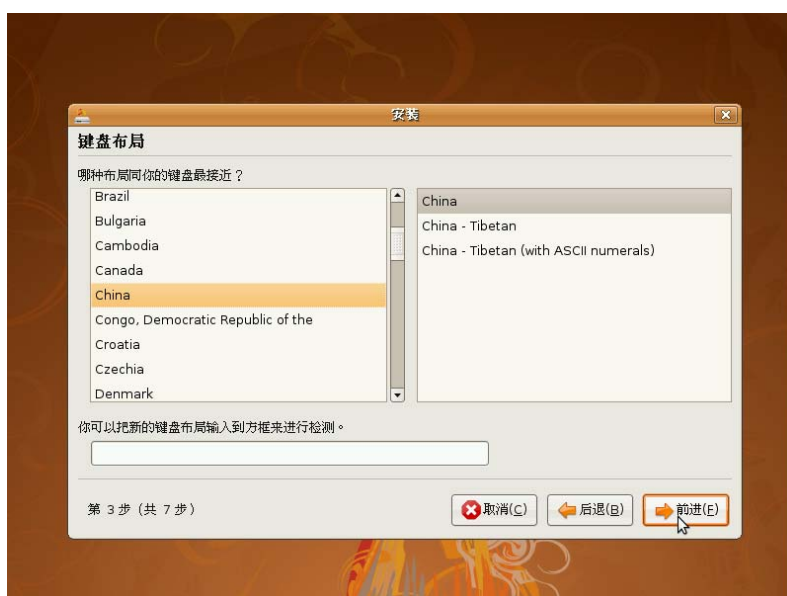 安装
键盘布局
哪种布局同你的键盘最接近？
Brazil
Bulgaria
Cambodia
Canada
China
Congo, Democratic Republic of the
Croatia
Czechia
Denmark
China
China - Tibetan
China - Tibetan (with ASCII numerals)
你可以把新的键盘布局输入到方框来进行检测。
第 3 步 (共 7 步)
取消(C)
后退(B)
前进(F)